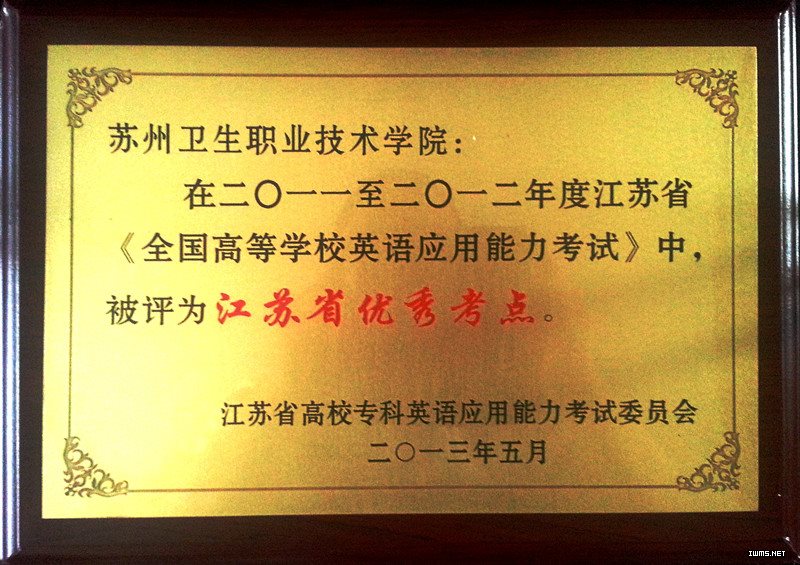 苏州卫生职业技术学院：
在二〇一一至二〇一二年度江苏省
《全国高等学校英语应用能力考试》中，
被评为江苏省优秀考点。
江苏省高校专科英语应用能力考试委员会
二〇一三年五月
IWMS.NET